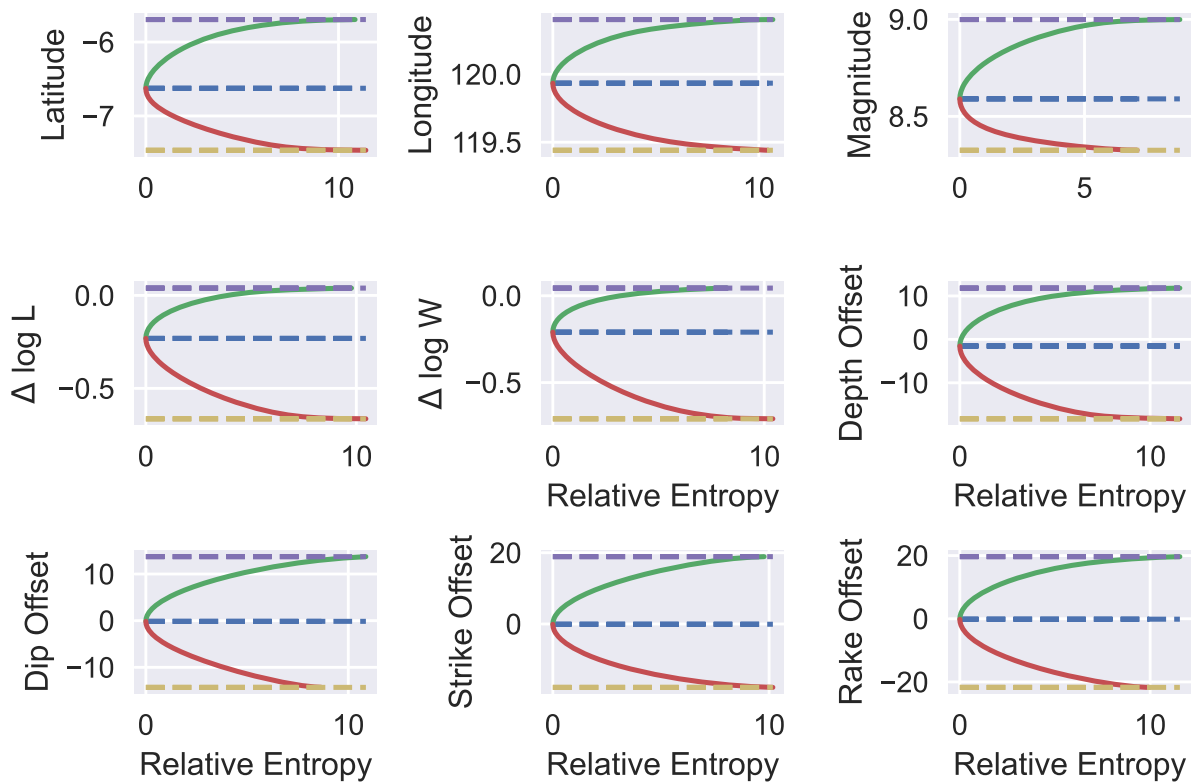 Latitude
−6
−7
0 10
Longitude
120.0
119.5
0 10
Magnitude
9.0
8.5
0 5
Δ log L
0.0
−0.5
0 10
Δ log W
0.0
−0.5
0 10
Relative Entropy
Depth Offset
10
0
−10
0 10
Relative Entropy
Dip Offset
10
0
−10
0 10
Relative Entropy
Strike Offset
20
0
0 10
Relative Entropy
Rake Offset
20
0
−20
0 10
Relative Entropy